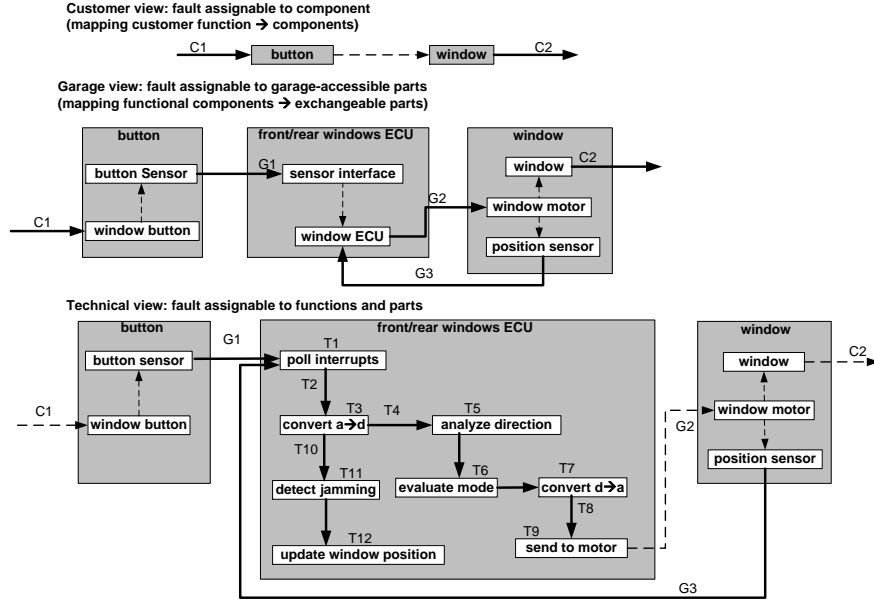 Customer view: fault assignable to component
(mapping customer function → components)
C1
button
window
C2
Garage view: fault assignable to garage-accessible parts
(mapping functional components → exchangeable parts)
button
front/rear windows ECU
window
button Sensor
G1
sensor interface
window
C2
G2
window motor
C1
window button
window ECU
position sensor
G3
Technical view: fault assignable to functions and parts
button
front/rear windows ECU
window
G1
T1
button sensor
poll interrupts
window
C2
T2
C1
T3
T4
T5
window button
convert a→d
analyze direction
window motor
G2
T10
T11
T6
T7
position sensor
detect jamming
evaluate mode
convert d→a
T8
T12
T9
update window position
send to motor
G3